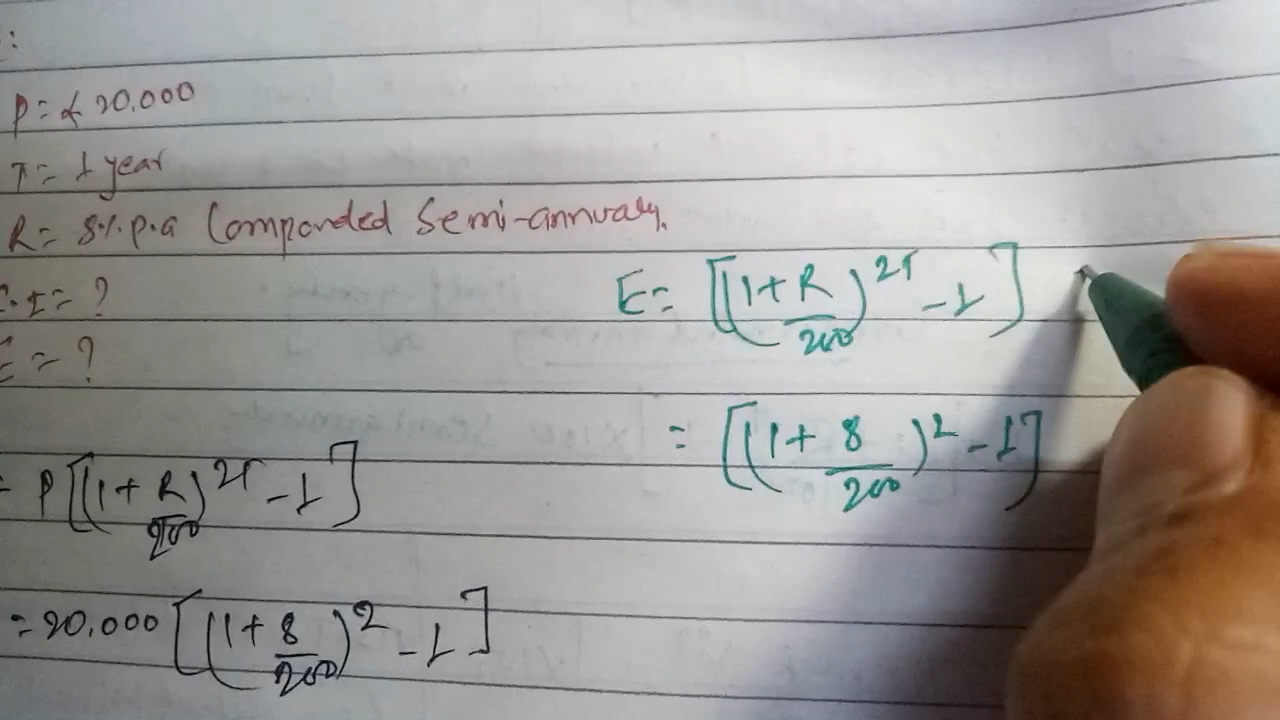 :
P = ₹ 20,000
T = 1 year
R = 8% p.a Componded Semi-annualy.
C.I = ?
E = ?
= P[(1 + R/200)^2T - 1]
= 20,000 [(1 + 8/200)^2 - 1]
E = [(1 + R/200)^2T - 1]
= [(1 + 8/200)^2 - 1]